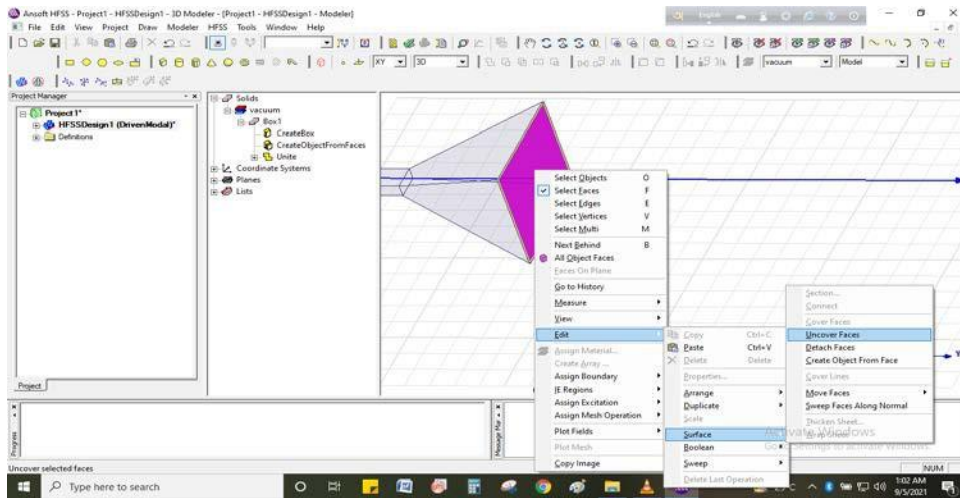 Ansoft HFSS - Project1 - HFSSDesign1 - 3D Modeler - [Project1 - HFSSDesign1 - Modeler]
File Edit View Project Draw Modeler HFSS Tools Window Help
XY 3D vacuum Model
Project Manager
Project1*
HFSSDesign1 (DrivenModal)*
Definitions
Project
Solids
vacuum
Box1
CreateBox
CreateObjectFromFaces
Unite
Coordinate Systems
Planes
Lists
Select Objects O
Select Faces F
Select Edges E
Select Vertices V
Select Multi M
Next Behind B
All Object Faces
Faces On Plane
Go to History
Measure
View
Edit
Assign Material...
Create Array ...
Assign Boundary
IE Regions
Assign Excitation
Assign Mesh Operation
Plot Fields
Plot Mesh
Copy Image
Copy Ctrl+C
Paste Ctrl+V
Delete Delete
Properties...
Arrange
Duplicate
Scale
Surface
Boolean
Sweep
Delete Last Operation
Section...
Connect
Cover Faces
Uncover Faces
Detach Faces
Create Object From Face
Cover Lines
Move Faces
Sweep Faces Along Normal
Thicken Sheet...
Y
Activate Windows
Settings to activate Windows.
Progress
Uncover selected faces
NUM
Type here to search
1:02 AM
9/5/2021